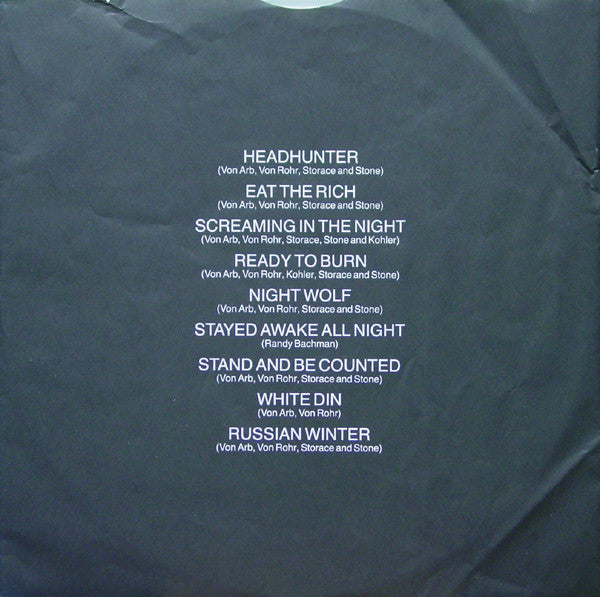 HEADHUNTER
(Von Arb, Von Rohr, Storace and Stone)
EAT THE RICH
(Von Arb, Von Rohr, Storace and Stone)
SCREAMING IN THE NIGHT
(Von Arb, Von Rohr, Storace, Stone and Kohler)
READY TO BURN
(Von Arb, Von Rohr, Kohler, Storace and Stone)
NIGHT WOLF
(Von Arb, Von Rohr, Storace and Stone)
STAYED AWAKE ALL NIGHT
(Randy Bachman)
STAND AND BE COUNTED
(Von Arb, Von Rohr, Storace and Stone)
WHITE DIN
(Von Arb, Von Rohr)
RUSSIAN WINTER
(Von Arb, Von Rohr, Storace and Stone)